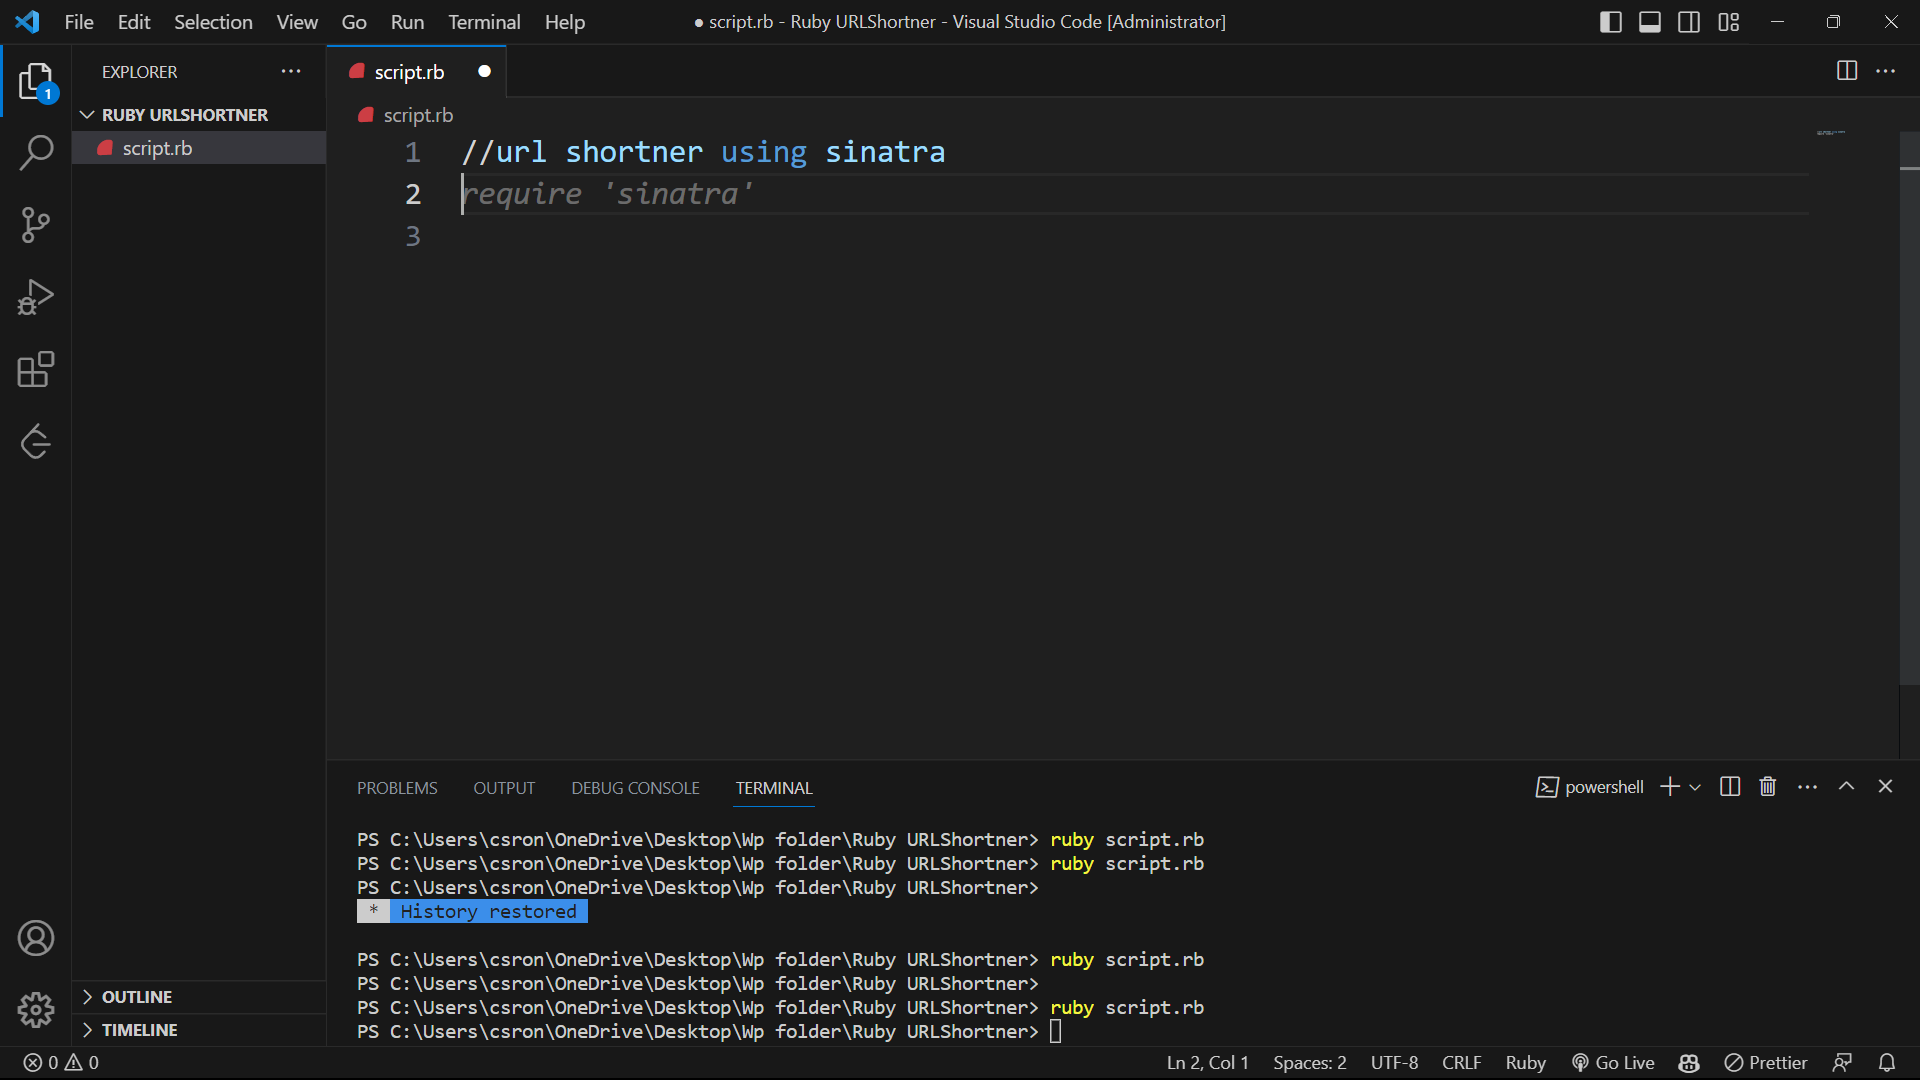 File Edit Selection View Go Run Terminal Help
● script.rb - Ruby URLShortner - Visual Studio Code [Administrator]
1
EXPLORER ···
RUBY URLSHORTNER
script.rb
OUTLINE
TIMELINE
script.rb ●
script.rb
1 //url shortner using sinatra
2 require 'sinatra'
3
PROBLEMS OUTPUT DEBUG CONSOLE TERMINAL
powershell
PS C:\Users\csron\OneDrive\Desktop\Wp folder\Ruby URLShortner> ruby script.rb
PS C:\Users\csron\OneDrive\Desktop\Wp folder\Ruby URLShortner> ruby script.rb
PS C:\Users\csron\OneDrive\Desktop\Wp folder\Ruby URLShortner>
* History restored
PS C:\Users\csron\OneDrive\Desktop\Wp folder\Ruby URLShortner> ruby script.rb
PS C:\Users\csron\OneDrive\Desktop\Wp folder\Ruby URLShortner>
PS C:\Users\csron\OneDrive\Desktop\Wp folder\Ruby URLShortner> ruby script.rb
PS C:\Users\csron\OneDrive\Desktop\Wp folder\Ruby URLShortner>
0 0
Ln 2, Col 1 Spaces: 2 UTF-8 CRLF Ruby Go Live Prettier